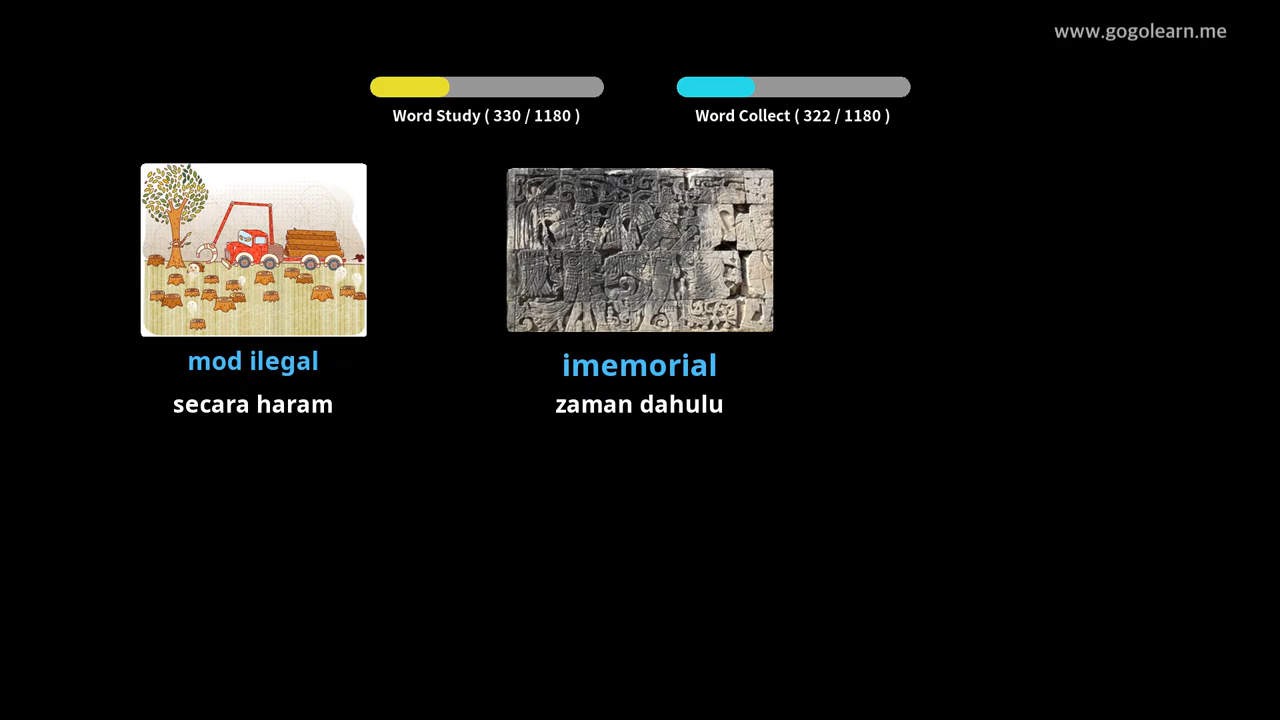 www.gogolearn.me
Word Study ( 330 / 1180 )
Word Collect ( 322 / 1180 )
mod ilegal
secara haram
imemorial
zaman dahulu